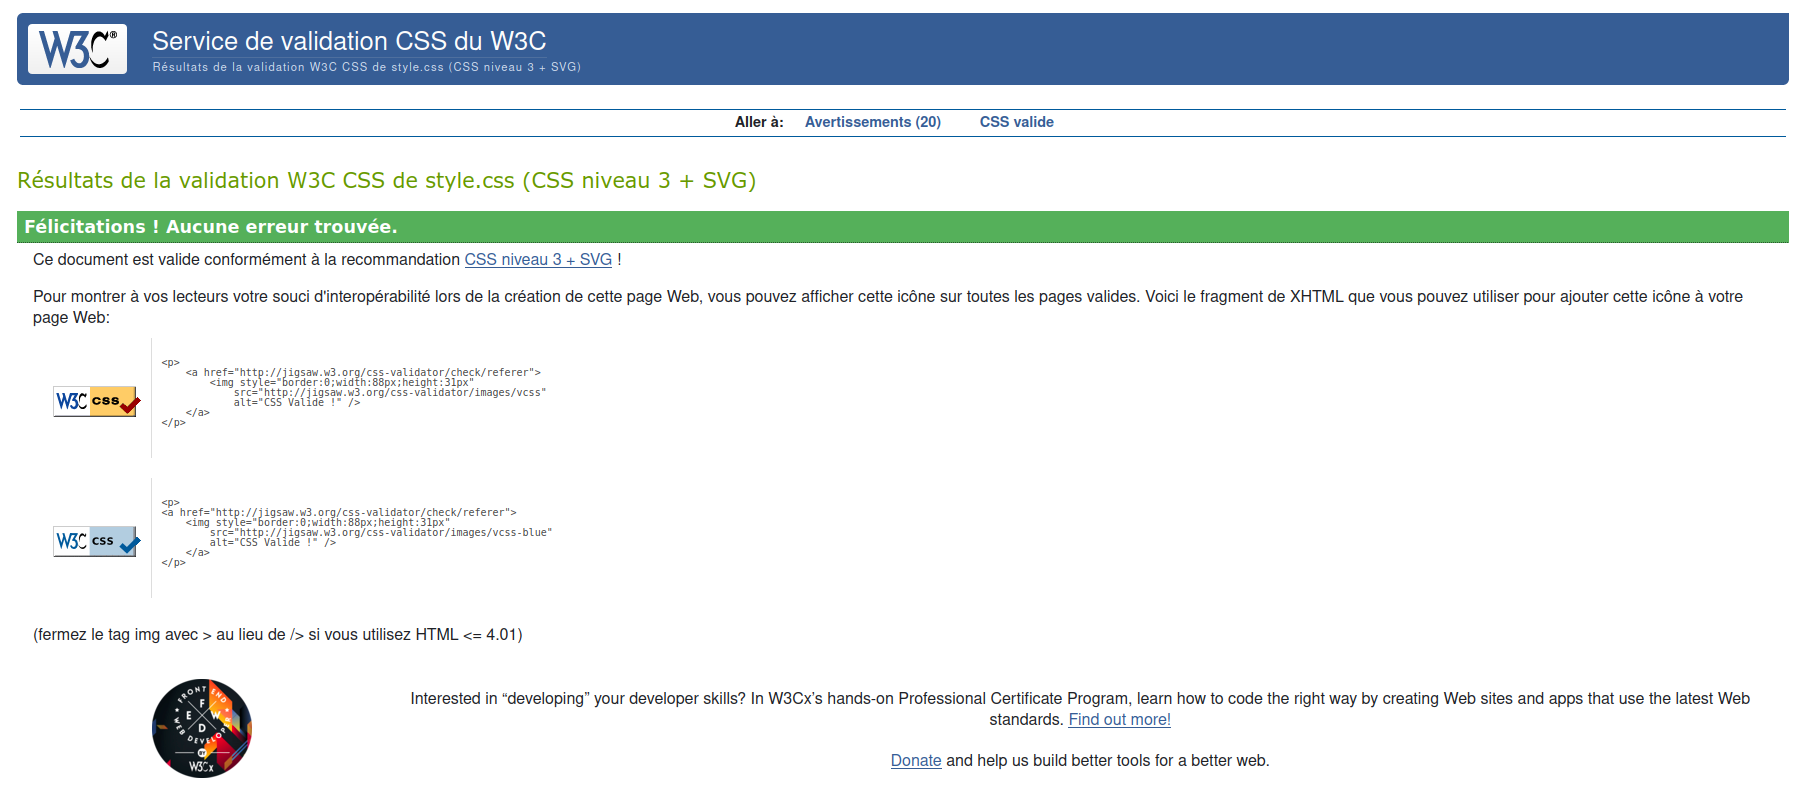 W3C®
Service de validation CSS du W3C
Résultats de la validation W3C CSS de style.css (CSS niveau 3 + SVG)
Aller à: Avertissements (20) CSS valide
Résultats de la validation W3C CSS de style.css (CSS niveau 3 + SVG)
Félicitations ! Aucune erreur trouvée.
Ce document est valide conformément à la recommandation CSS niveau 3 + SVG !
Pour montrer à vos lecteurs votre souci d'interopérabilité lors de la création de cette page Web, vous pouvez afficher cette icône sur toutes les pages valides. Voici le fragment de XHTML que vous pouvez utiliser pour ajouter cette icône à votre
page Web:
W3C css
<p>
<a href="http://jigsaw.w3.org/css-validator/check/referer">
<img style="border:0;width:88px;height:31px"
src="http://jigsaw.w3.org/css-validator/images/vcss"
alt="CSS Valide !" />
</a>
</p>
W3C css
<p>
<a href="http://jigsaw.w3.org/css-validator/check/referer">
<img style="border:0;width:88px;height:31px"
src="http://jigsaw.w3.org/css-validator/images/vcss-blue"
alt="CSS Valide !" />
</a>
</p>
(fermez le tag img avec > au lieu de /> si vous utilisez HTML <= 4.01)
FRONT END
F
E W
D
WEB DEVELOPER
BY
W3Cx
Interested in “developing” your developer skills? In W3Cx’s hands-on Professional Certificate Program, learn how to code the right way by creating Web sites and apps that use the latest Web
standards. Find out more!
Donate and help us build better tools for a better web.